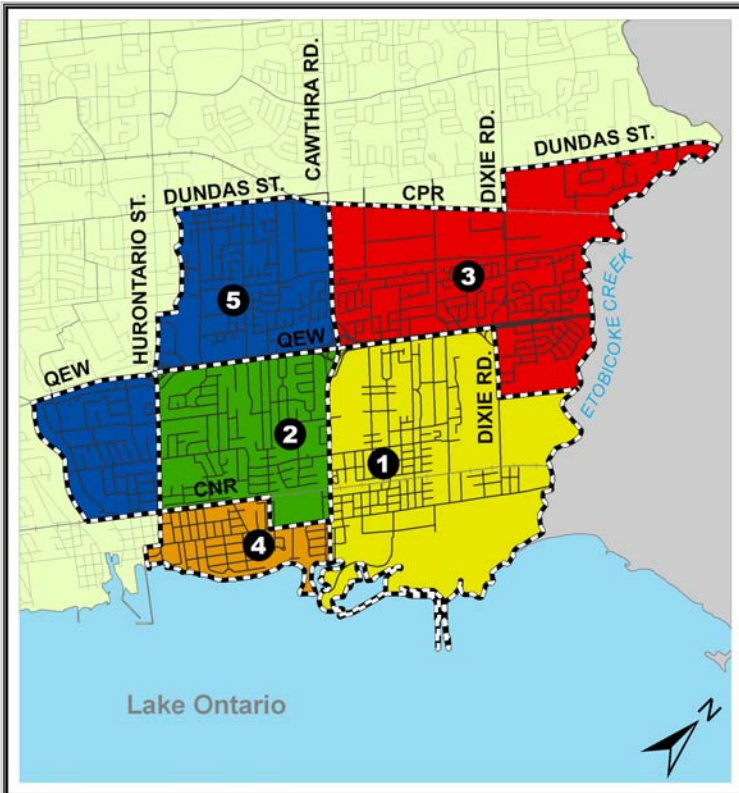 CAWTHRA RD.
DIXIE RD.
DUNDAS ST.
DUNDAS ST.
CPR
HURONTARIO ST.
3
5
ETOBICOKE CREEK
QEW
QEW
DIXIE RD.
2
1
CNR
4
Lake Ontario
N